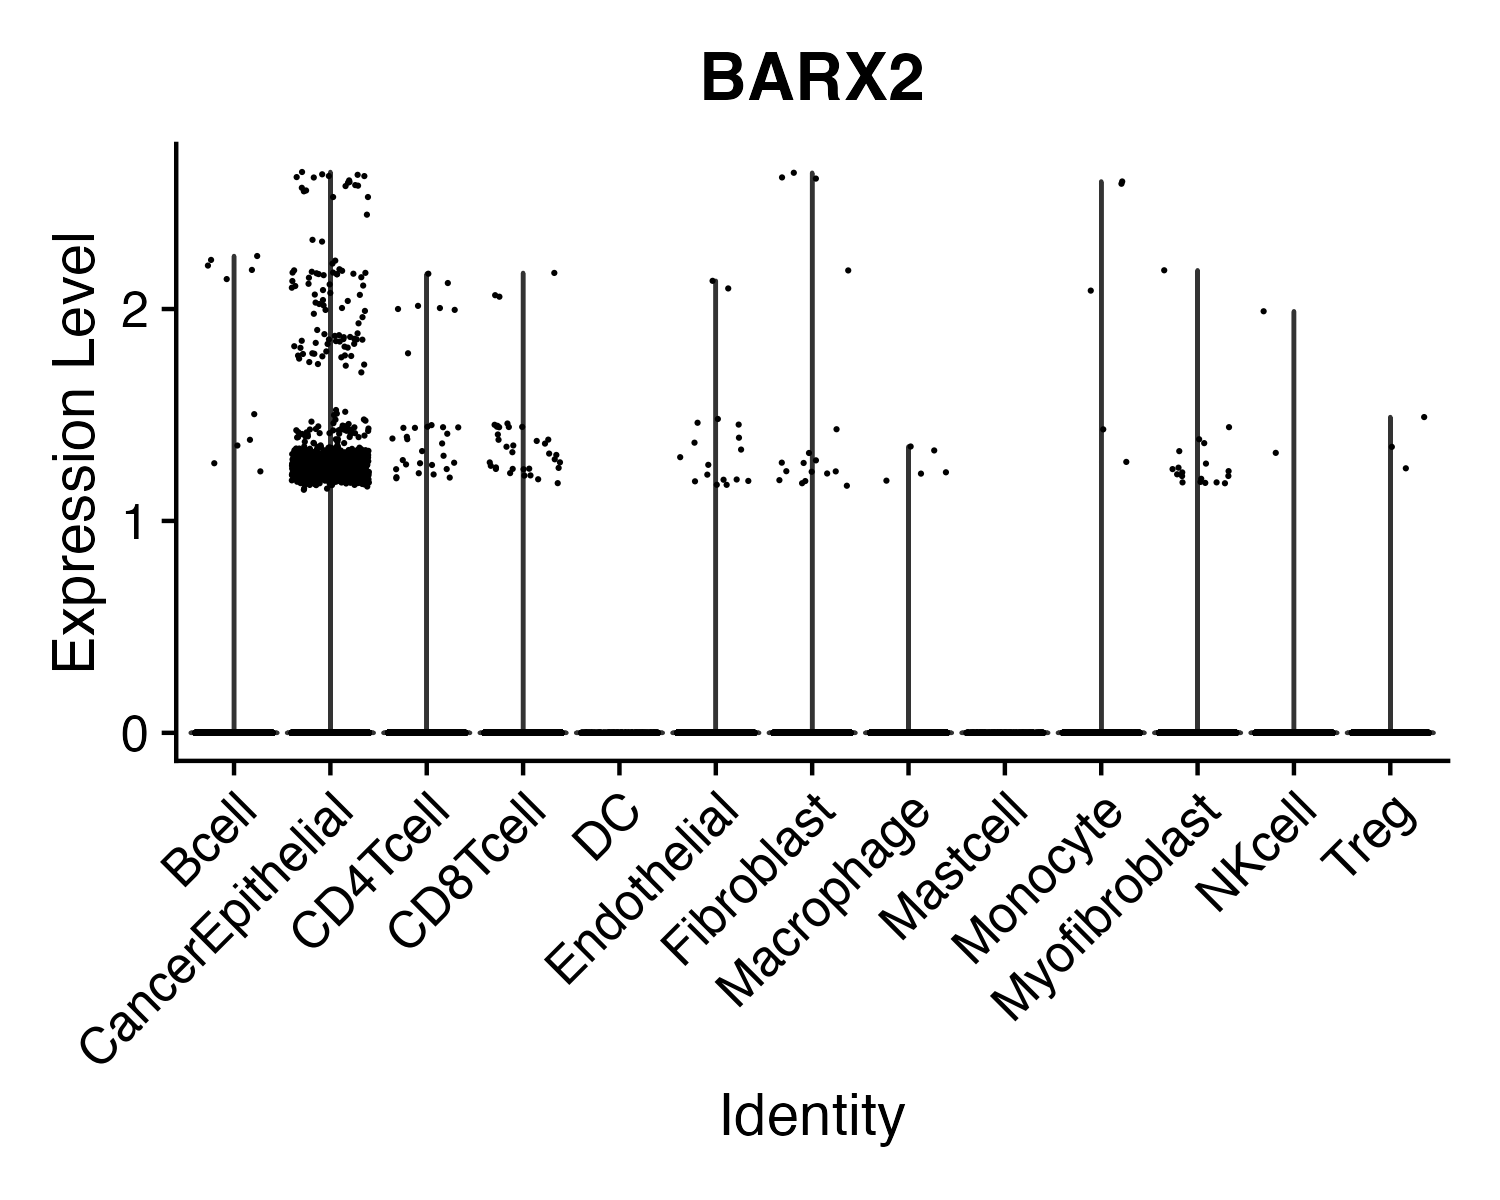 BARX2
Expression Level
2
1
0
Bcell
CancerEpithelial
CD4Tcell
CD8Tcell
DC
Endothelial
Fibroblast
Macrophage
Mastcell
Monocyte
Myofibroblast
NKcell
Treg
Identity